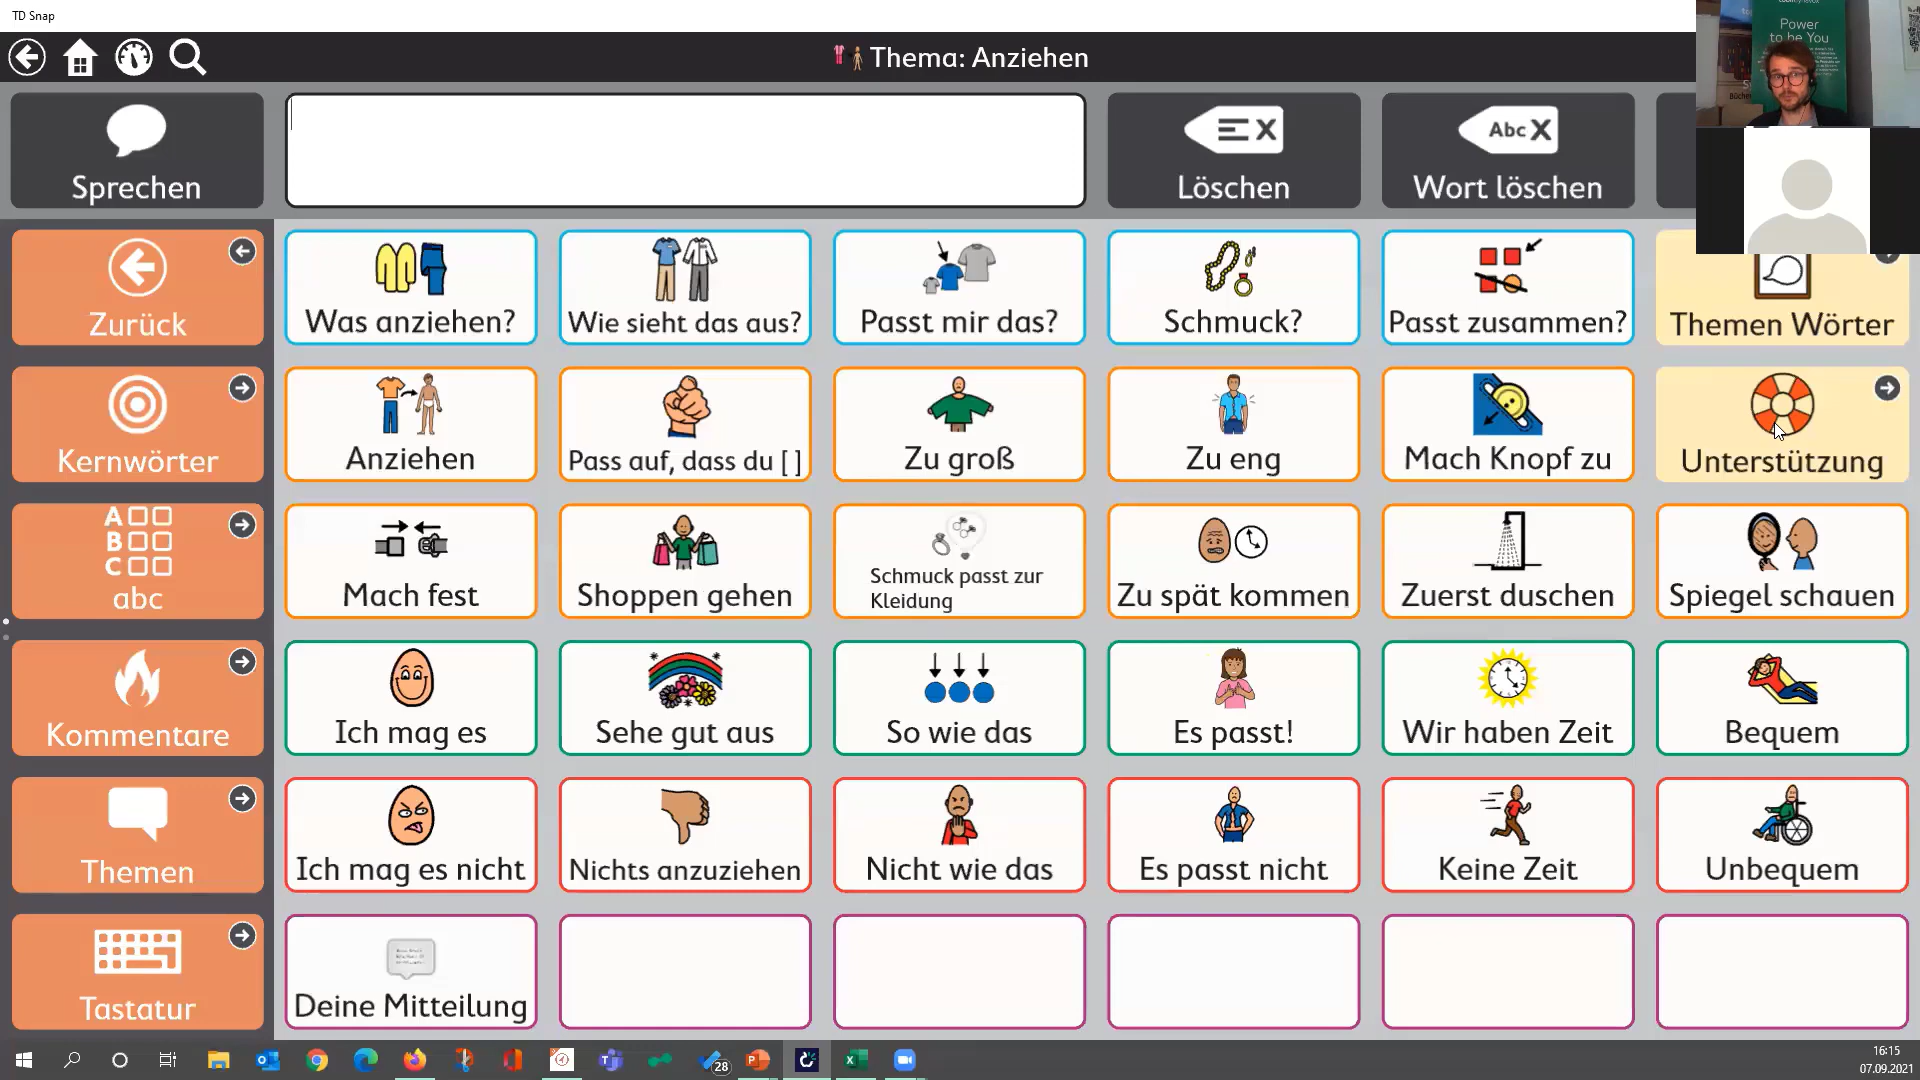 TD Snap
Thema: Anziehen
Power
to be You
Sprechen
Löschen
Abc
Wort löschen
Zurück
Was anziehen?
Wie sieht das aus?
Passt mir das?
Schmuck?
Passt zusammen?
Themen Wörter
Kernwörter
Anziehen
Pass auf, dass du [ ]
Zu groß
Zu eng
Mach Knopf zu
Unterstützung
A
B
C
abc
Mach fest
Shoppen gehen
Schmuck passt zur
Kleidung
Zu spät kommen
Zuerst duschen
Spiegel schauen
Kommentare
Ich mag es
Sehe gut aus
So wie das
Es passt!
Wir haben Zeit
Bequem
Themen
Ich mag es nicht
Nichts anzuziehen
Nicht wie das
Es passt nicht
Keine Zeit
Unbequem
Tastatur
Deine Mitteilung
28
16:15
07.09.2021